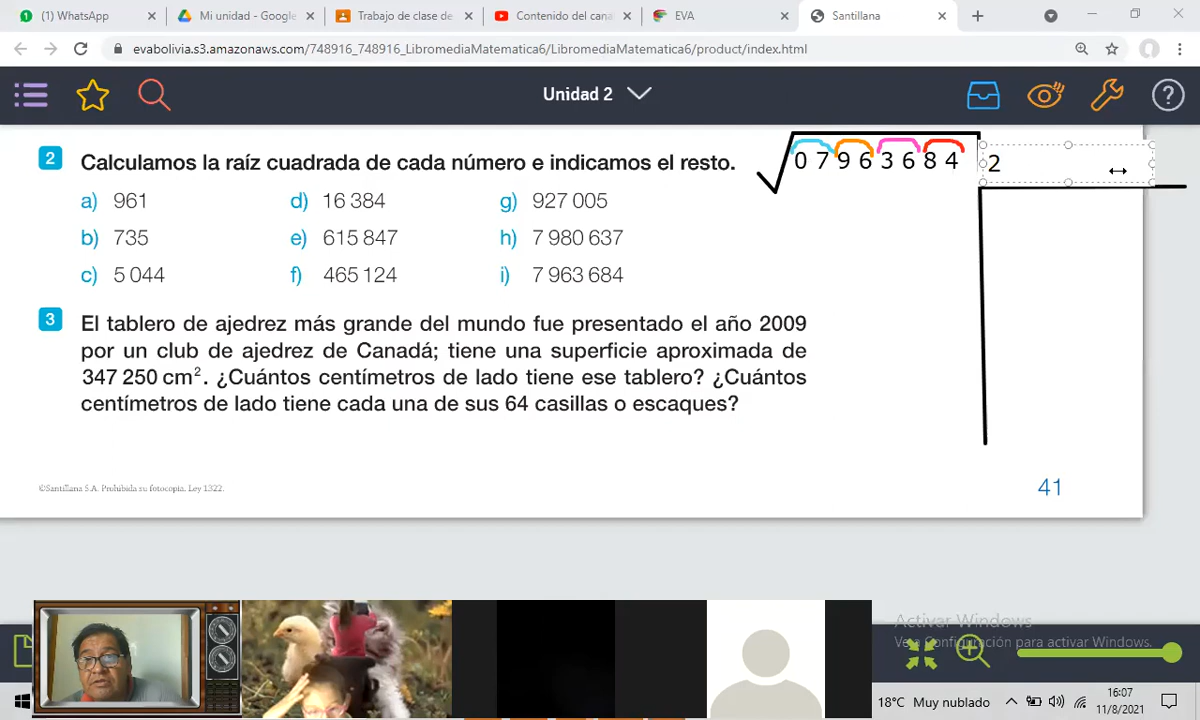 (1) WhatsApp
Mi unidad - Google
Trabajo de clase de
Contenido del cana
EVA
Santillana
evabolivia.s3.amazonaws.com/748916_748916_LibromediaMatematica6/LibromediaMatematica6/product/index.html
Unidad 2
2 Calculamos la raíz cuadrada de cada número e indicamos el resto.
a) 961 d) 16 384 g) 927 005
b) 735 e) 615 847 h) 7 980 637
c) 5 044 f) 465 124 i) 7 963 684
0 7 9 6 3 6 8 4 2
3 El tablero de ajedrez más grande del mundo fue presentado el año 2009
por un club de ajedrez de Canadá; tiene una superficie aproximada de
347 250 cm². ¿Cuántos centímetros de lado tiene ese tablero? ¿Cuántos
centímetros de lado tiene cada una de sus 64 casillas o escaques?
©Santillana S.A. Prohibida su fotocopia. Ley 1322.
41
Activar Windows
Ve a Configuración para activar Windows.
18°C Muy nublado
16:07
11/8/2021